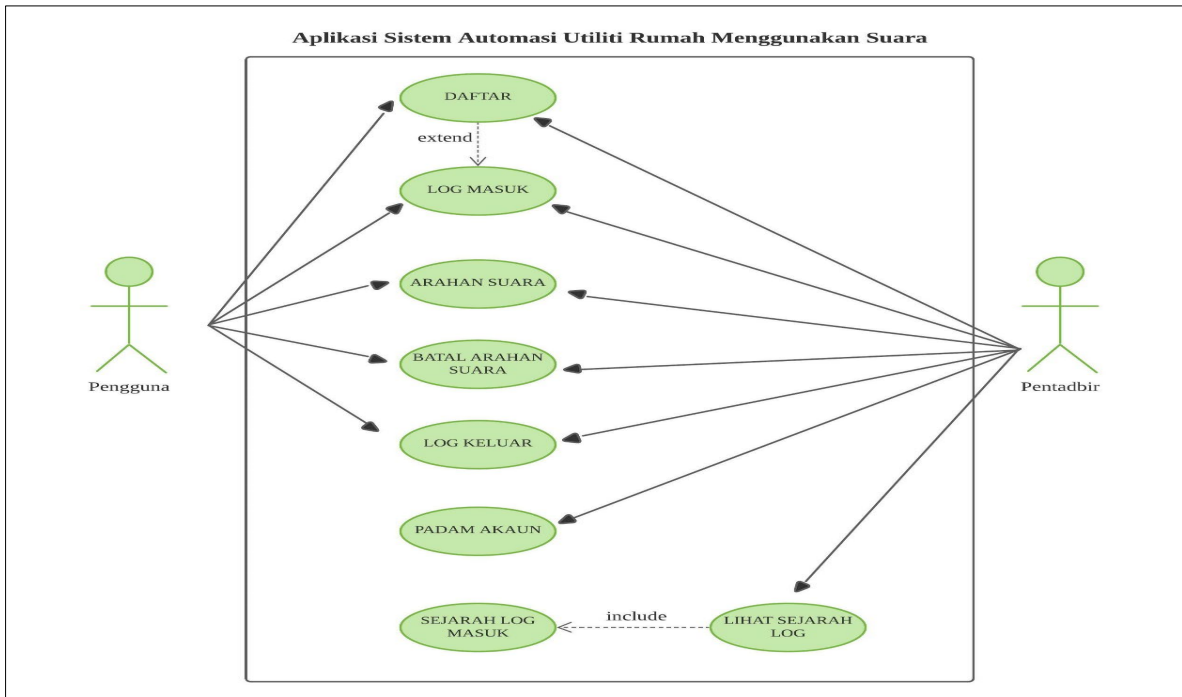 Aplikasi Sistem Automasi Utiliti Rumah Menggunakan Suara
DAFTAR
extend
LOG MASUK
ARAHAN SUARA
BATAL ARAHAN
SUARA
Pengguna
Pentadbir
LOG KELUAR
PADAM AKAUN
SEJARAH LOG
MASUK
include
LIHAT SEJARAH
LOG